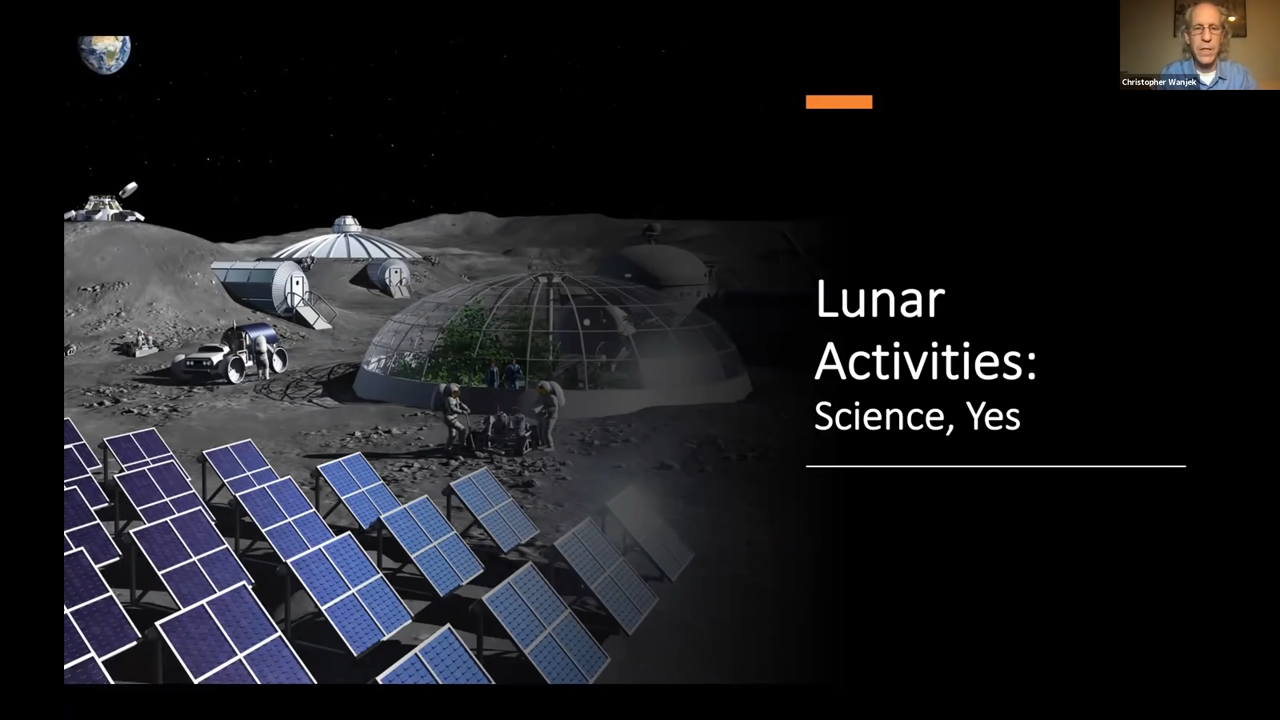 Christopher Wanjek
Lunar
Activities:
Science, Yes